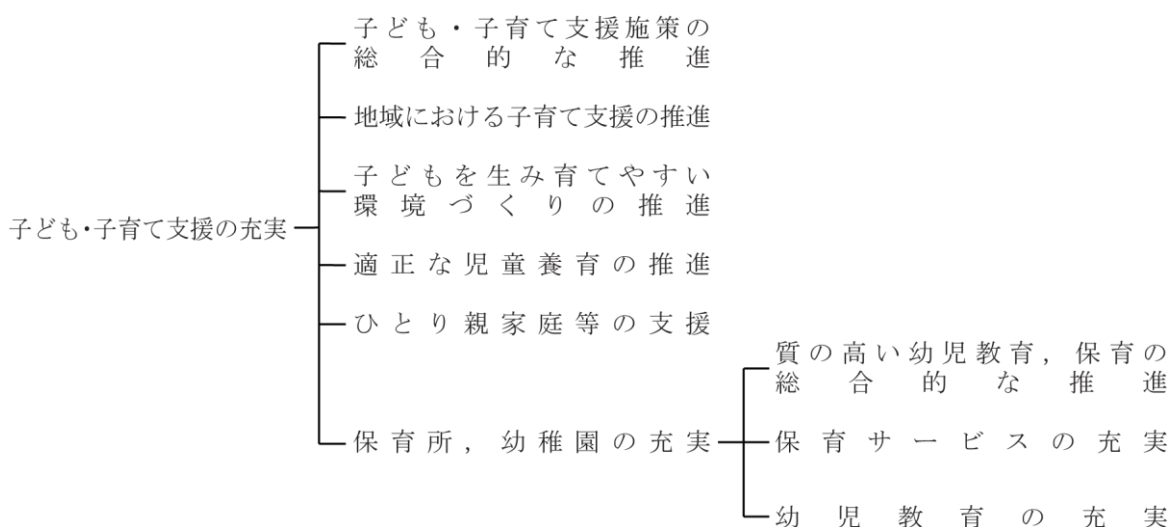 子ども・子育て支援施策の
総合的な推進
地域における子育て支援の推進
子どもを生み育てやすい
環境づくりの推進
子ども・子育て支援の充実
適正な児童養育の推進
ひとり親家庭等の支援
保育所，幼稚園の充実
質の高い幼児教育，保育の
総合的な推進
保育サービスの充実
幼児教育の充実